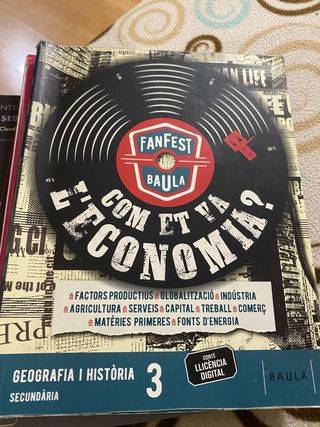 FANFEST
BAULA
COM ET VA
L'ECONOMIA?
FACTORS PRODUCTIUS GLOBALITZACIÓ INDÚSTRIA
AGRICULTURA SERVEIS CAPITAL TREBALL COMERÇ
MATÈRIES PRIMERES FONTS D'ENERGIA
CONTÉ
LLICÈNCIA
DIGITAL
GEOGRAFIA I HISTÒRIA 3
SECUNDÀRIA
BAULA